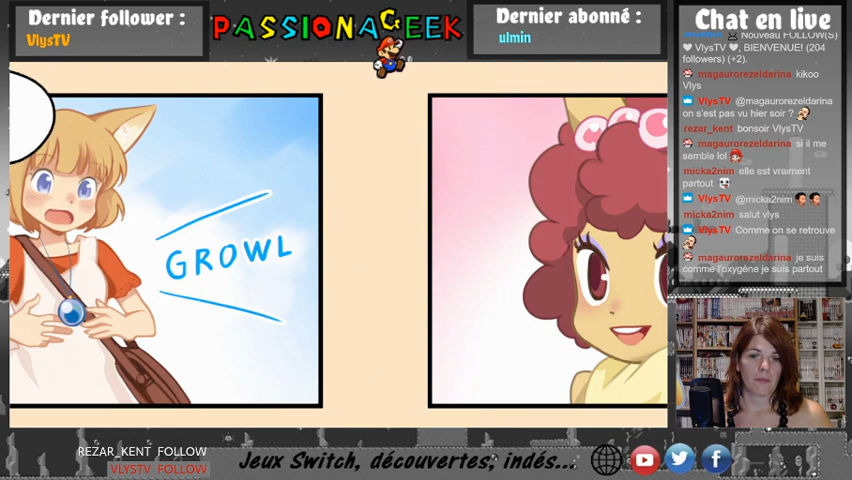 Dernier follower :
VlysTV
PASSIONAGEEK
Dernier abonné :
ulmin
GROWL
Chat en live
Nouveau FOLLOW(S)
VlysTV ♥, BIENVENUE! (204
followers) (+2).
magaurorezeldarina kikoo
Vlys
VlysTV @magaurorezeldarina
on s'est pas vu hier soir ?
rezar_kent bonsoir VlysTV
magaurorezeldarina si il me
semble lol
micka2nim elle est vraiment
partout
VlysTV @micka2nim
micka2nim salut vlys
VlysTV Comme on se retrouve
magaurorezeldarina je suis
comme l'oxygène je suis partout
REZAR_KENT FOLLOW
VLYSTV FOLLOW
Jeux Switch, découvertes, indés...